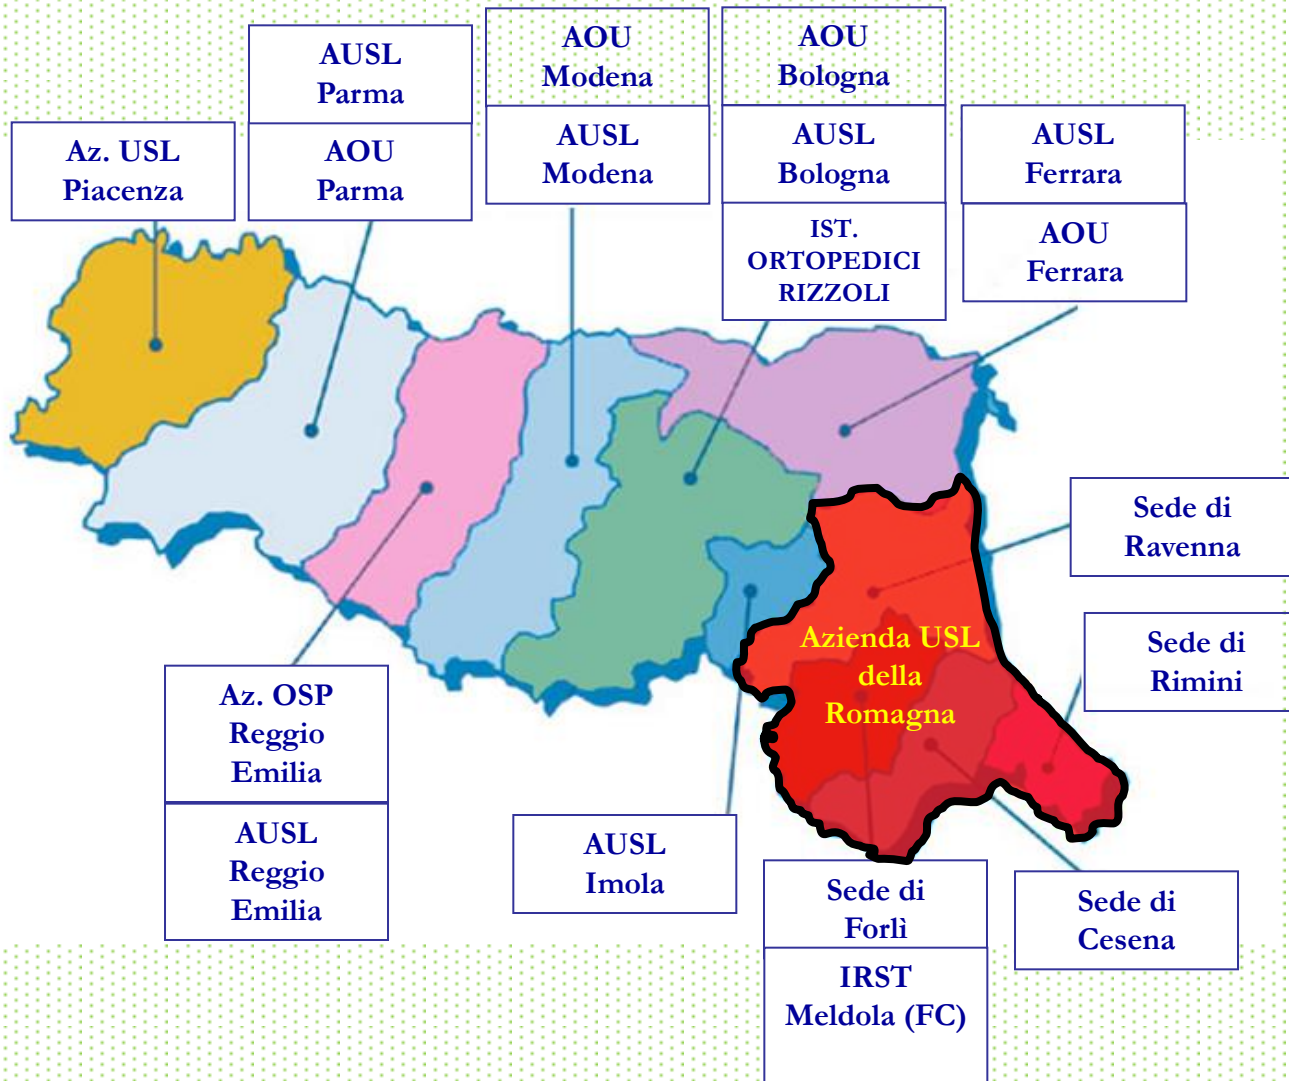 AOU
Modena
AOU
Bologna
AUSL
Parma
AUSL
Modena
AUSL
Bologna
AUSL
Ferrara
Az. USL
Piacenza
AOU
Parma
IST.
ORTOPEDICI
RIZZOLI
AOU
Ferrara
Sede di
Ravenna
Azienda USL
della
Romagna
Sede di
Rimini
Az. OSP
Reggio
Emilia
AUSL
Reggio
Emilia
AUSL
Imola
Sede di
Forlì
Sede di
Cesena
IRST
Meldola (FC)